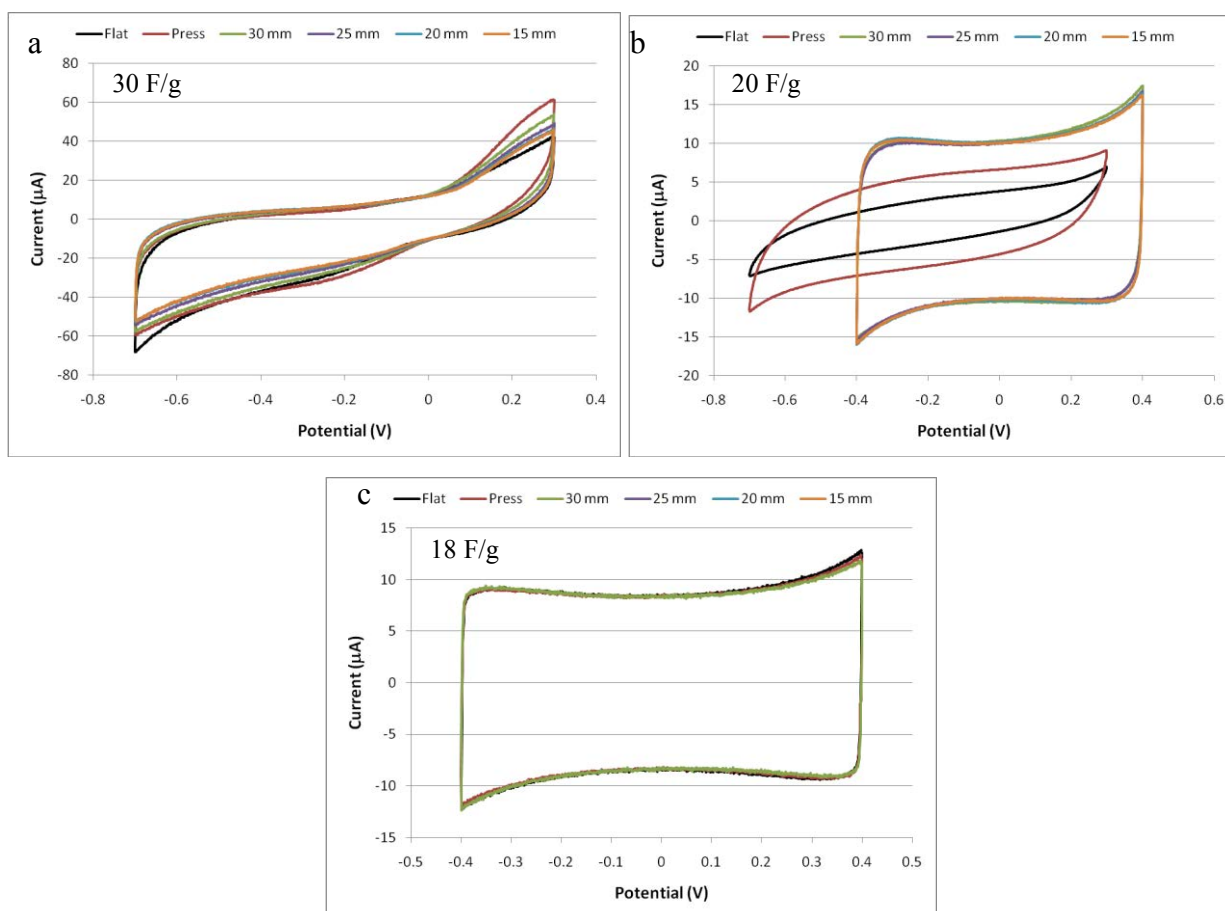 a
Flat Press 30 mm 25 mm 20 mm 15 mm
30 F/g
80
60
40
20
0
-20
-40
-60
-80
Current (µA)
-0.8 -0.6 -0.4 -0.2 0 0.2 0.4
Potential (V)
b
Flat Press 30 mm 25 mm 20 mm 15 mm
20 F/g
20
15
10
5
0
-5
-10
-15
-20
Current (µA)
-0.8 -0.6 -0.4 -0.2 0 0.2 0.4 0.6
Potential (V)
c
Flat Press 30 mm 25 mm 20 mm 15 mm
18 F/g
15
10
5
0
-5
-10
-15
Current (µA)
-0.5 -0.4 -0.3 -0.2 -0.1 0 0.1 0.2 0.3 0.4 0.5
Potential (V)